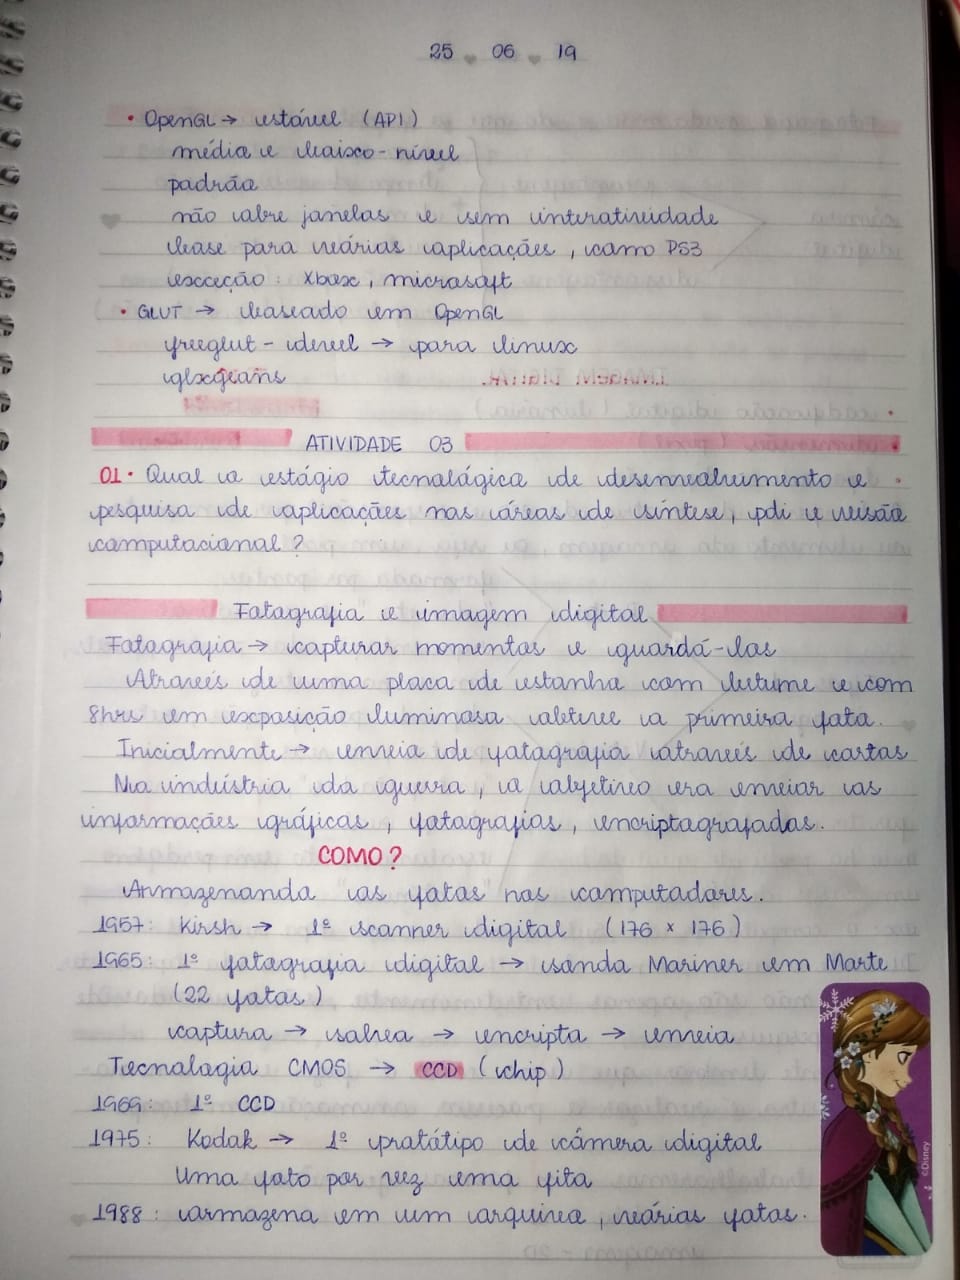 25 06 19
• OpenGL → estável (API)
média e baixo-nível
padrão
não abre janelas e sem interatividade
base para várias aplicações, como PS3
exceção: Xbox, microsoft
• GLUT → baseado em OpenGL
freeglut - devel → para linux
glxgears
ATIVIDADE 03
01• Qual o estágio tecnológico de desenvolvimento e
pesquisa de aplicações nas áreas de síntese, pdi e visão
computacional?
Fotografia e imagem digital
Fotografia → capturar momentos e guardá-los
Através de uma placa de estanho com betume e com
8hrs em exposição luminosa obteve a primeira foto.
Inicialmente → envio de fotografia através de cartas
Na indústria da guerra, o objetivo era enviar as
informações gráficas, fotografias, encriptografadas.
COMO?
Armazenando "as fotos" nos computadores.
1957: Kirsh → 1º scanner digital (176 x 176)
1965: 1º fotografia digital → sonda Mariner em Marte
(22 fotos)
captura → salva → encripta → envia
Tecnologia CMOS → CCD (chip)
1969: 1º CCD
1975: Kodak → 1º protótipo de câmera digital
Uma foto por vez uma fita
1988: armazena em um arquivo, várias fotos.
©Disney